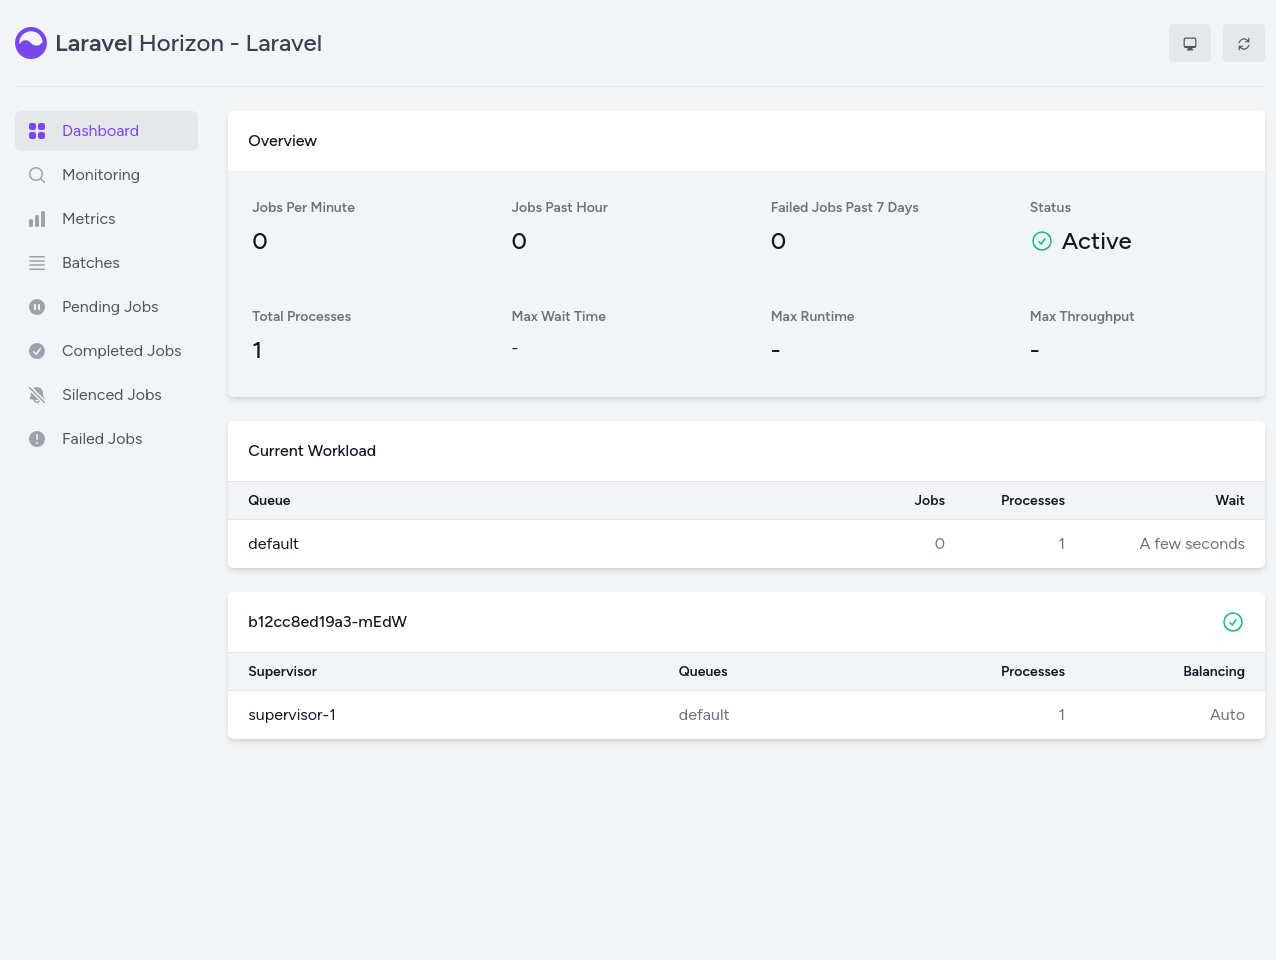 Laravel Horizon - Laravel
Dashboard
Monitoring
Metrics
Batches
Pending Jobs
Completed Jobs
Silenced Jobs
Failed Jobs
Overview
Jobs Per Minute Jobs Past Hour Failed Jobs Past 7 Days Status
0 0 0 Active
Total Processes Max Wait Time Max Runtime Max Throughput
1 - - -
Current Workload
Queue Jobs Processes Wait
default 0 1 A few seconds
b12cc8ed19a3-mEdW
Supervisor Queues Processes Balancing
supervisor-1 default 1 Auto